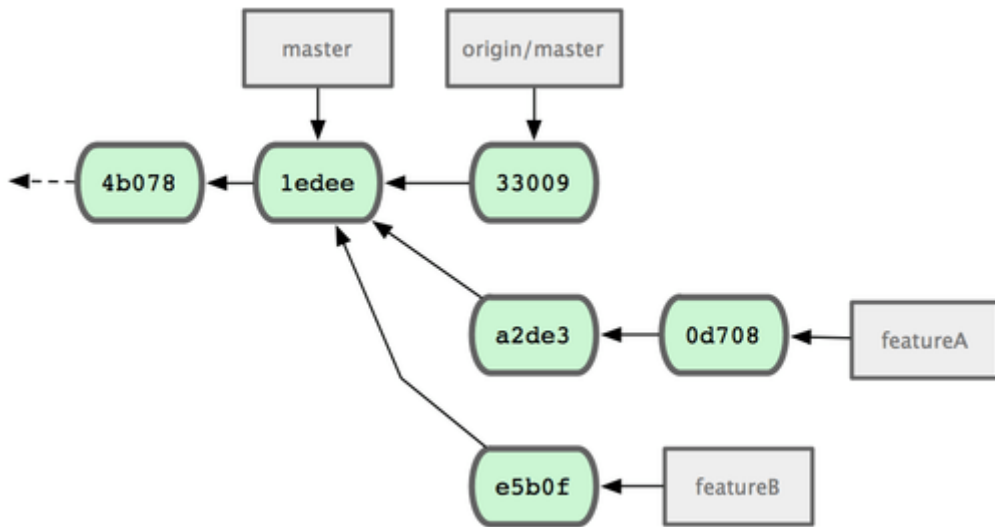 master
origin/master
4b078
1edee
33009
a2de3
0d708
featureA
e5b0f
featureB